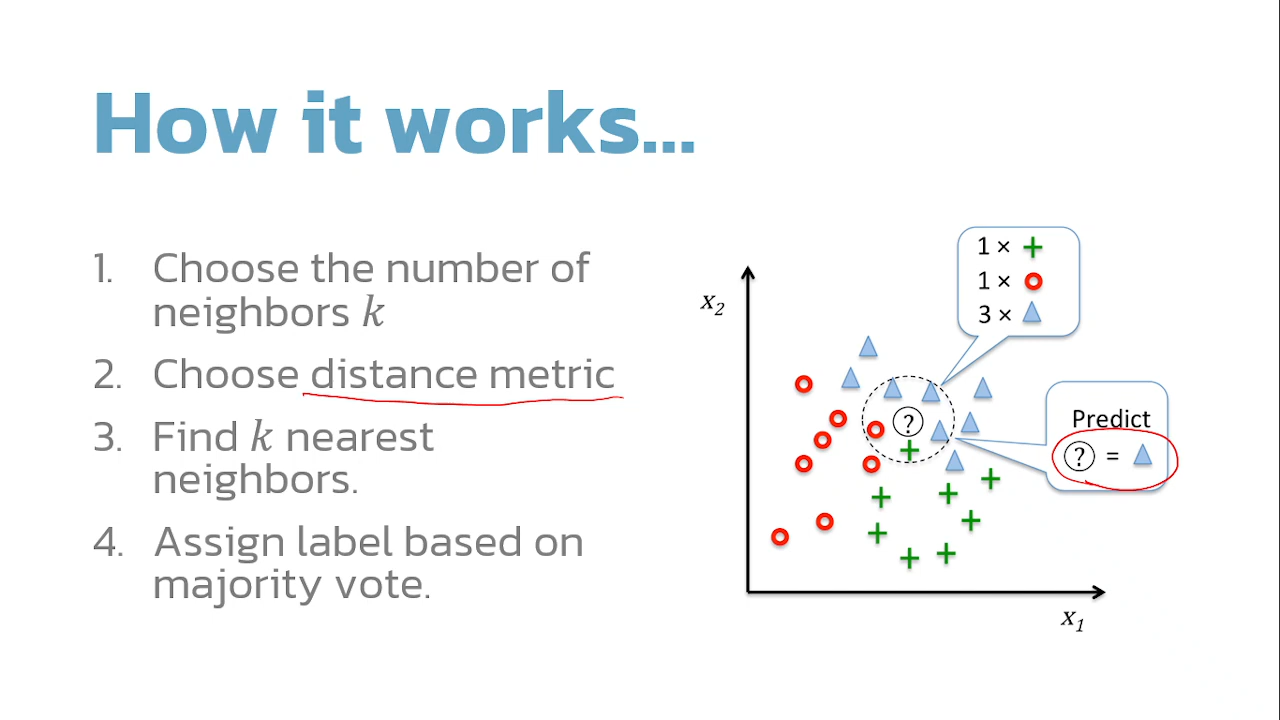 How it works...
1. Choose the number of
neighbors k
2. Choose distance metric
3. Find k nearest
neighbors.
4. Assign label based on
majority vote.
1 × +
1 ×
3 ×
x2
?
Predict
? =
x1